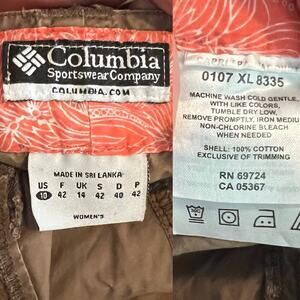 Columbia
Sportswear Company
COLUMBIA.COM
MADE IN SRI LANKA
US F UK S D P
10 42 14 42 40 42
WOMEN'S
0107 XL 8335
MACHINE WASH COLD GENTLE,
WITH LIKE COLORS,
TUMBLE DRY LOW,
REMOVE PROMPTLY, IRON MEDIUM
NON-CHLORINE BLEACH
WHEN NEEDED
SHELL: 100% COTTON
EXCLUSIVE OF TRIMMING
RN 69724
CA 05367